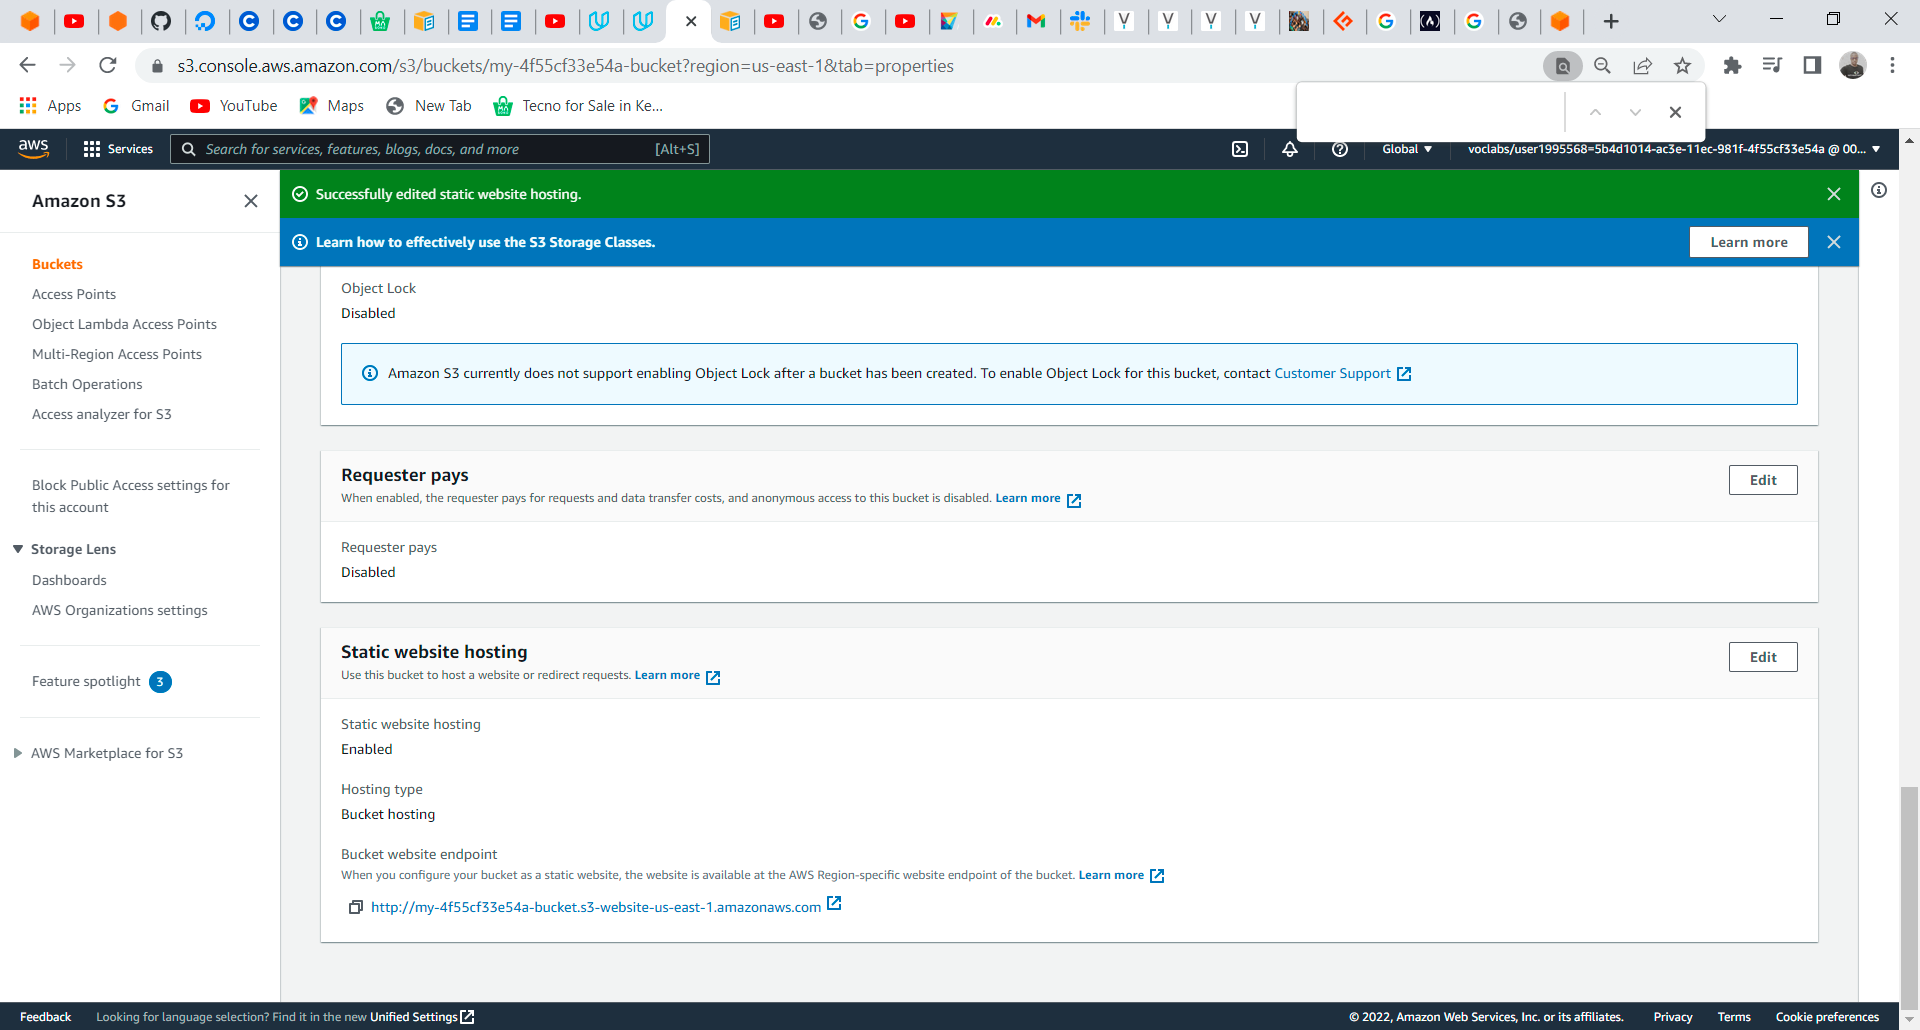 s3.console.aws.amazon.com/s3/buckets/my-4f55cf33e54a-bucket?region=us-east-1&tab=properties
Apps Gmail YouTube Maps New Tab Tecno for Sale in Ke...
aws Services Search for services, features, blogs, docs, and more [Alt+S] Global voclabs/user1995568=5b4d1014-ac3e-11ec-981f-4f55cf33e54a @ 00...
Amazon S3
Buckets
Access Points
Object Lambda Access Points
Multi-Region Access Points
Batch Operations
Access analyzer for S3
Block Public Access settings for
this account
Storage Lens
Dashboards
AWS Organizations settings
Feature spotlight 3
AWS Marketplace for S3
Successfully edited static website hosting.
Learn how to effectively use the S3 Storage Classes. Learn more
Object Lock
Disabled
Amazon S3 currently does not support enabling Object Lock after a bucket has been created. To enable Object Lock for this bucket, contact Customer Support
Requester pays Edit
When enabled, the requester pays for requests and data transfer costs, and anonymous access to this bucket is disabled. Learn more
Requester pays
Disabled
Static website hosting Edit
Use this bucket to host a website or redirect requests. Learn more
Static website hosting
Enabled
Hosting type
Bucket hosting
Bucket website endpoint
When you configure your bucket as a static website, the website is available at the AWS Region-specific website endpoint of the bucket. Learn more
http://my-4f55cf33e54a-bucket.s3-website-us-east-1.amazonaws.com
Feedback Looking for language selection? Find it in the new Unified Settings © 2022, Amazon Web Services, Inc. or its affiliates. Privacy Terms Cookie preferences